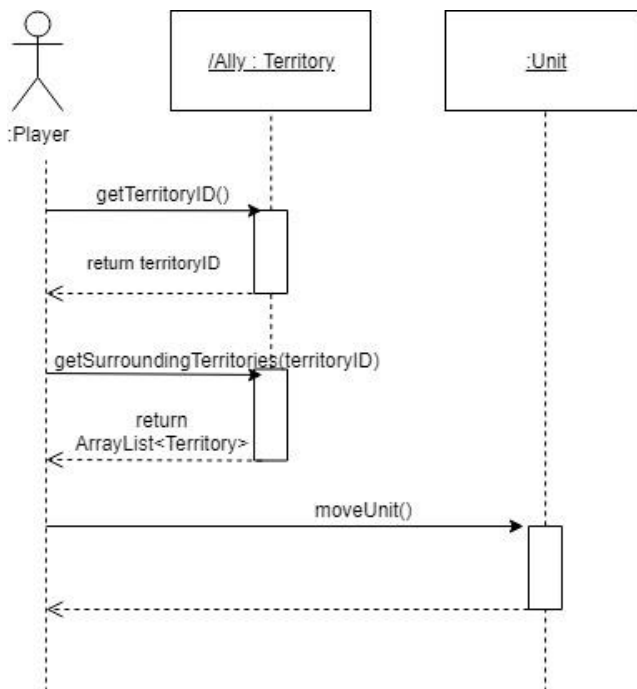 /Ally : Territory
:Unit
:Player
getTerritoryID()
return territoryID
getSurroundingTerritories(territoryID)
return
ArrayList<Territory>
moveUnit()